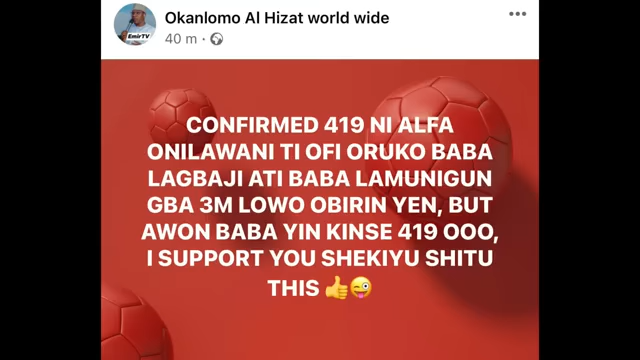 Okanlomo Al Hizat world wide
40 m ·
EmirTV
CONFIRMED 419 NI ALFA
ONILAWANI TI OFI ORUKO BABA
LAGBAJI ATI BABA LAMUNIGUN
GBA 3M LOWO OBIRIN YEN, BUT
AWON BABA YIN KINSE 419 OOO,
I SUPPORT YOU SHEKIYU SHITU
THIS 👍😜